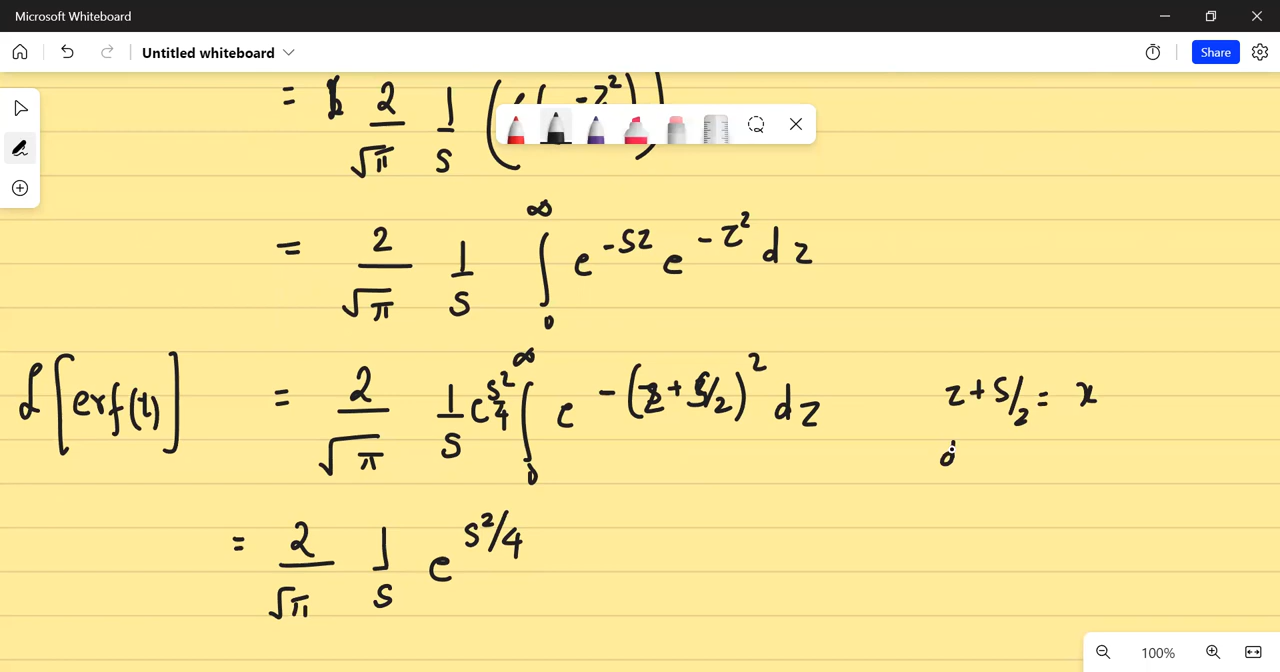 Microsoft Whiteboard
Untitled whiteboard
Share
= 2/√π 1/s ( -z²)
= 2/√π 1/s ∫₀^∞ e^{-sz} e^{-z²} dz
ℒ[erf(t)] = 2/√π 1/s e^{s²/4} ∫₀^∞ e^{-(z+s/2)²} dz    z + s/2 = x
d
= 2/√π 1/s e^{s²/4}
100%